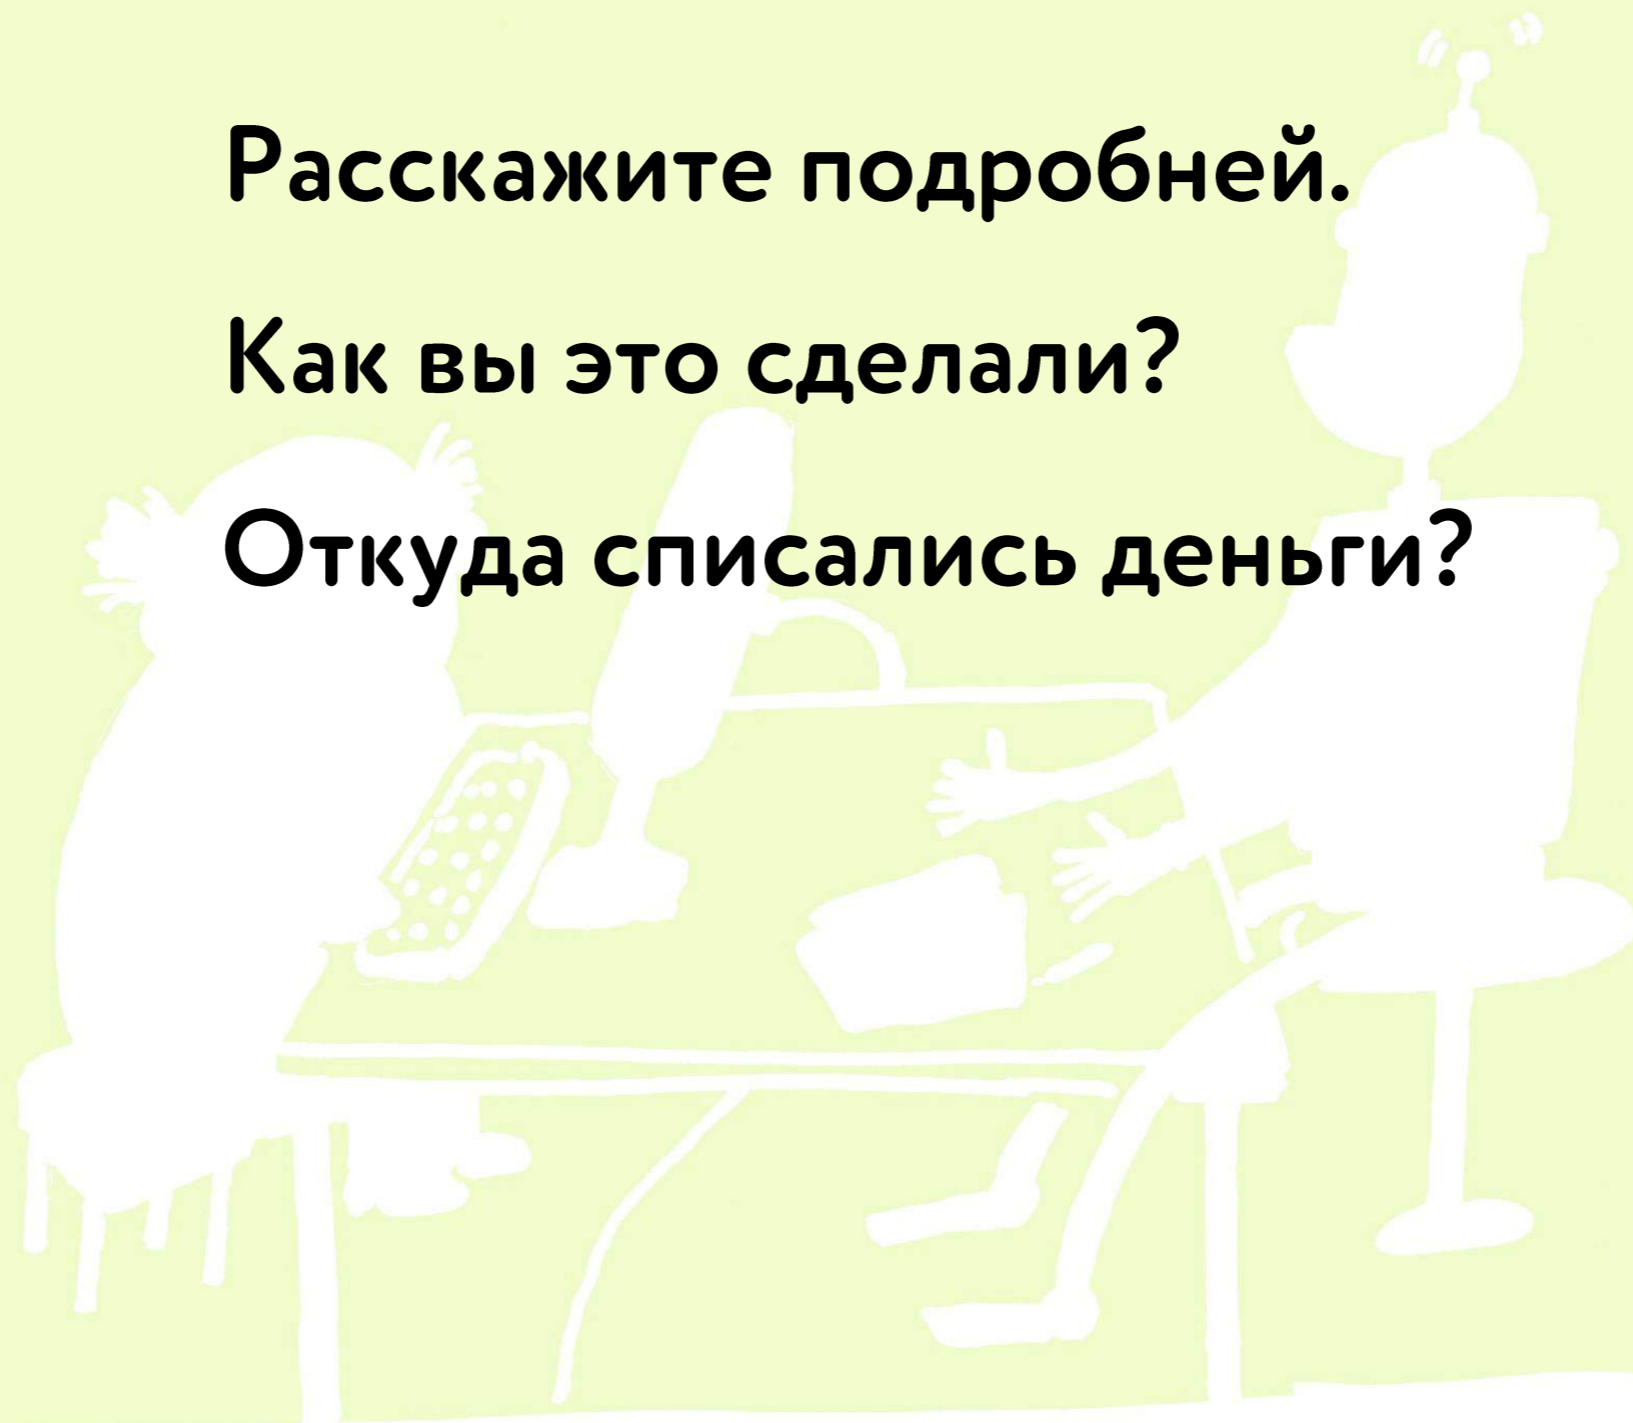 Расскажите подробней.
Как вы это сделали?
Откуда списались деньги?